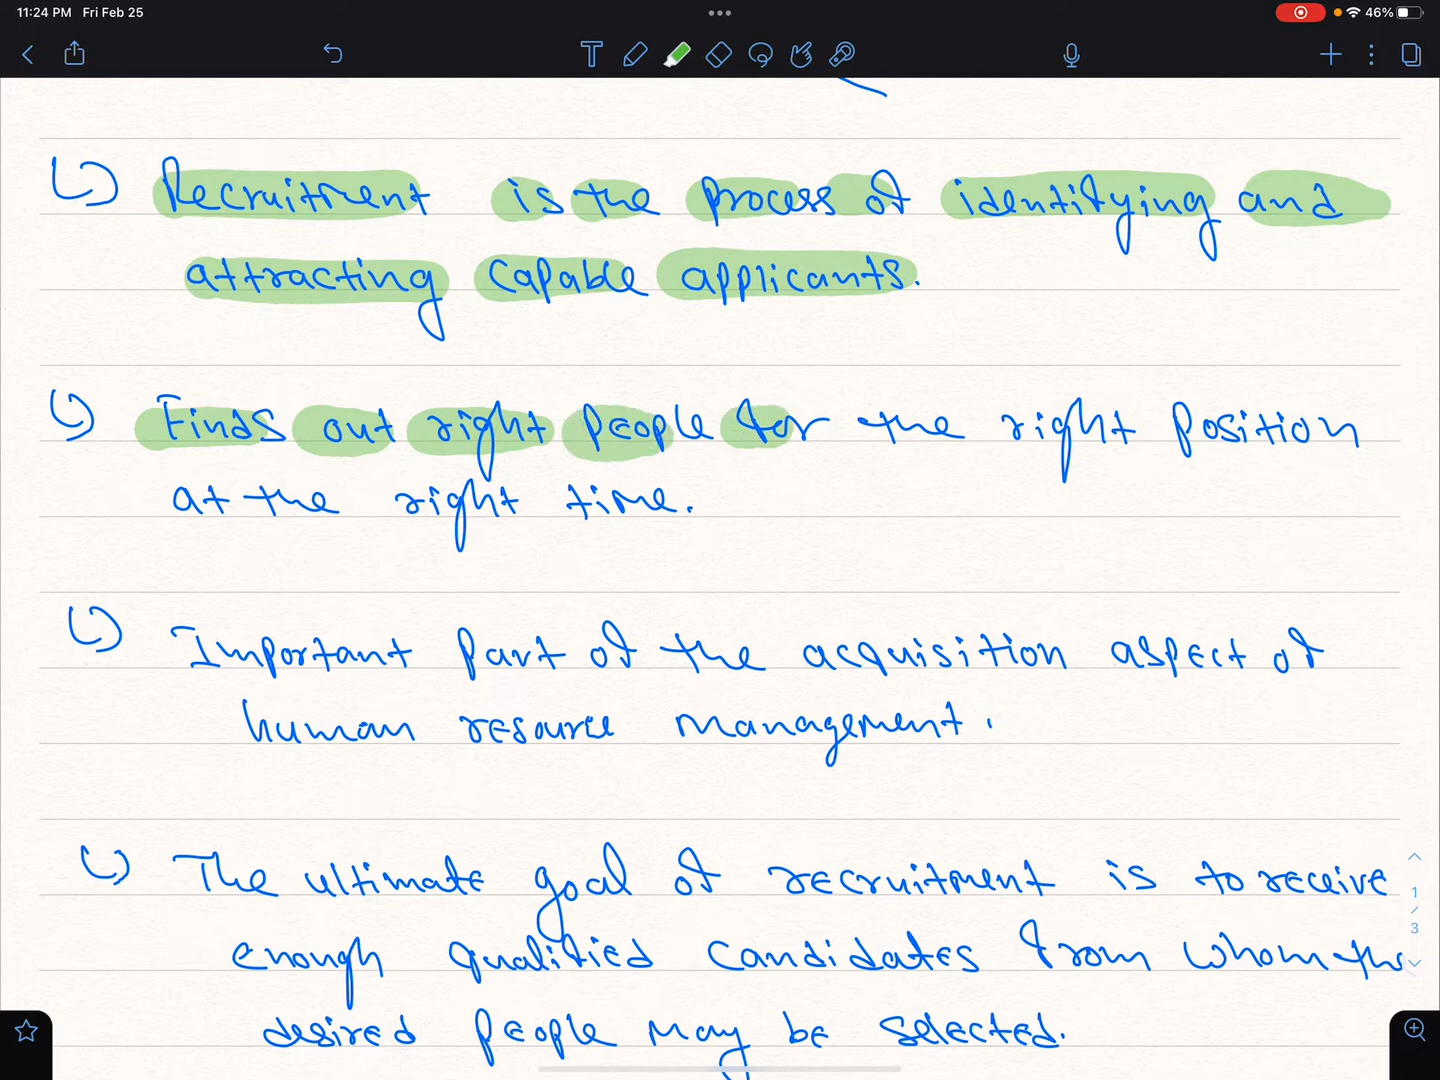 11:24 PM Fri Feb 25
46%
Recruitment is the process of identifying and
attracting capable applicants.
Finds out right people for the right position
at the right time.
Important part of the acquisition aspect of
human resource management.
The ultimate goal of recruitment is to receive
enough qualified candidates from whom the
desired people may be selected.
1
/
3